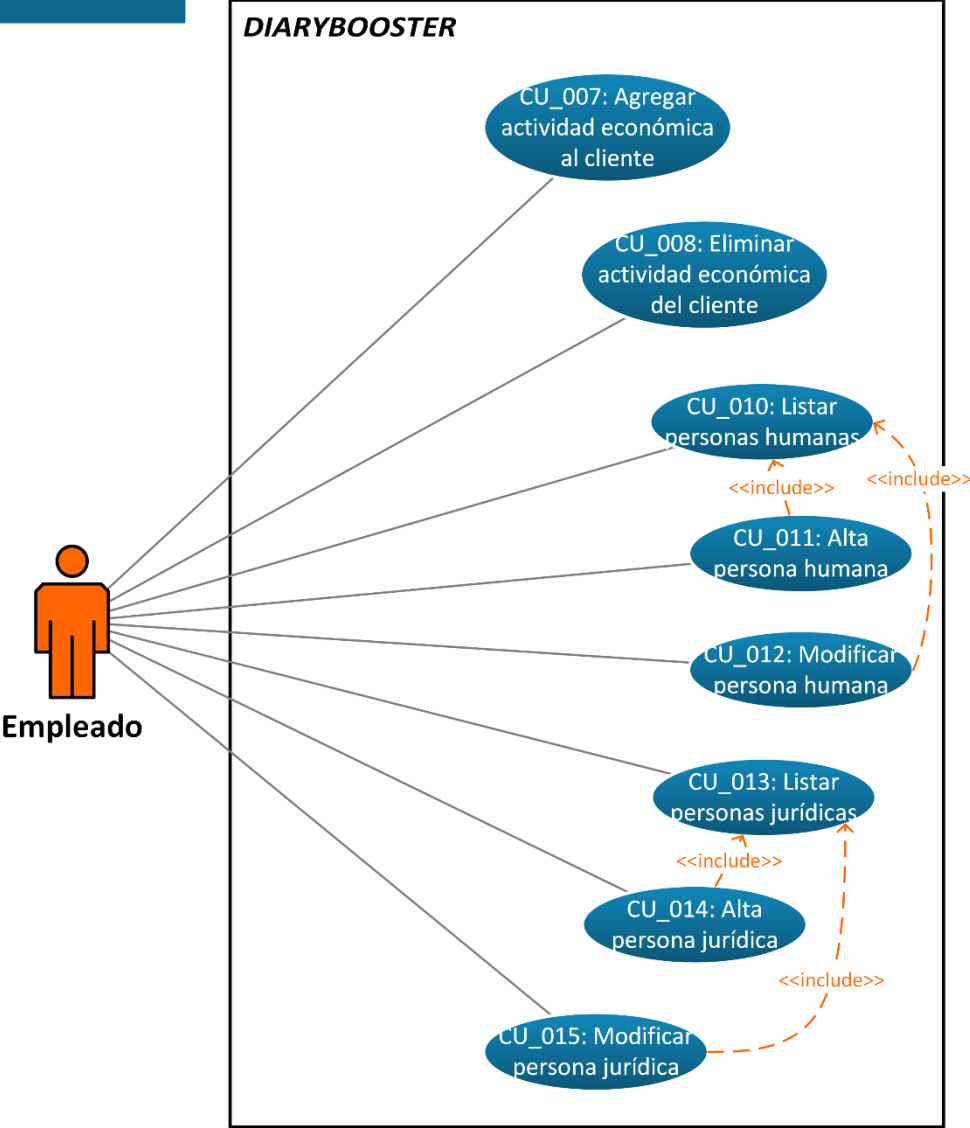 DIARYBOOSTER
CU_007: Agregar
actividad económica
al cliente
CU_008: Eliminar
actividad económica
del cliente
CU_010: Listar
personas humanas
<<include>>
<<include>>
CU_011: Alta
persona humana
CU_012: Modificar
persona humana
Empleado
CU_013: Listar
personas jurídicas
<<include>>
CU_014: Alta
persona jurídica
<<include>>
CU_015: Modificar
persona jurídica